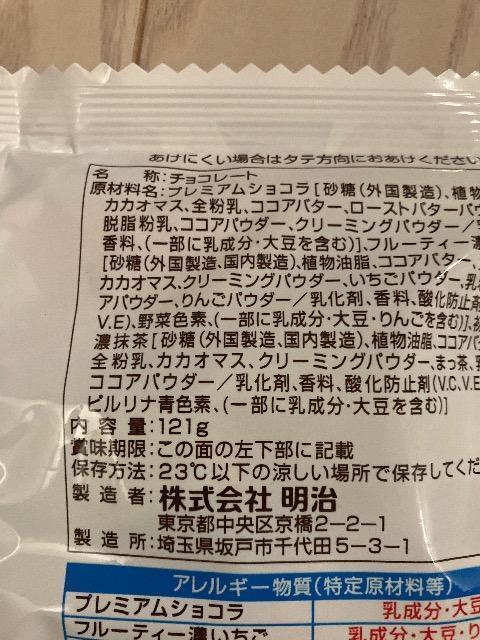 あけにくい場合はタテ方向におあけください
名 称:チョコレート
原材料名:プレミアムショコラ[砂糖(外国製造)、植物
カカオマス、全粉乳、ココアバター、ローストバターパウ
脱脂粉乳、ココアパウダー、クリーミングパウダー/
香料、(一部に乳成分・大豆を含む)]、フルーティー濃
[砂糖(外国製造、国内製造)、植物油脂、ココアバター、
カカオマス、クリーミングパウダー、いちごパウダー、乳
アパウダー、りんごパウダー/乳化剤、香料、酸化防止剤
V.E)、野菜色素、(一部に乳成分・大豆・りんごを含む)]、
濃抹茶[砂糖(外国製造、国内製造)、植物油脂、ココアバ
全粉乳、カカオマス、クリーミングパウダー、まっ茶、
ココアパウダー/乳化剤、香料、酸化防止剤(V.C、V.E
ピルリナ青色素、(一部に乳成分・大豆を含む)]
内 容 量:121g
賞味期限:この面の左下部に記載
保存方法:23℃以下の涼しい場所で保存してくだ
製 造 者:株式会社 明治
東京都中央区京橋2-2-1
製 造 所:埼玉県坂戸市千代田5-3-1
アレルギー物質(特定原材料等)
プレミアムショコラ 乳成分・大豆
フルーティー濃いちご 乳成分・大豆・り